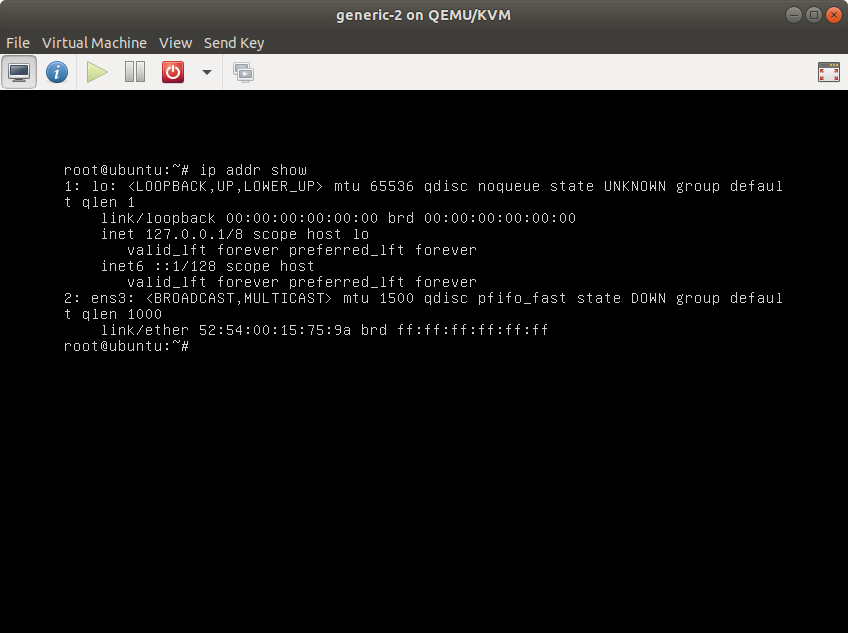 generic-2 on QEMU/KVM
File Virtual Machine View Send Key
root@ubuntu:~# ip addr show
1: lo: <LOOPBACK,UP,LOWER_UP> mtu 65536 qdisc noqueue state UNKNOWN group defaul
t qlen 1
    link/loopback 00:00:00:00:00:00 brd 00:00:00:00:00:00
    inet 127.0.0.1/8 scope host lo
       valid_lft forever preferred_lft forever
    inet6 ::1/128 scope host
       valid_lft forever preferred_lft forever
2: ens3: <BROADCAST,MULTICAST> mtu 1500 qdisc pfifo_fast state DOWN group defaul
t qlen 1000
    link/ether 52:54:00:15:75:9a brd ff:ff:ff:ff:ff:ff
root@ubuntu:~#